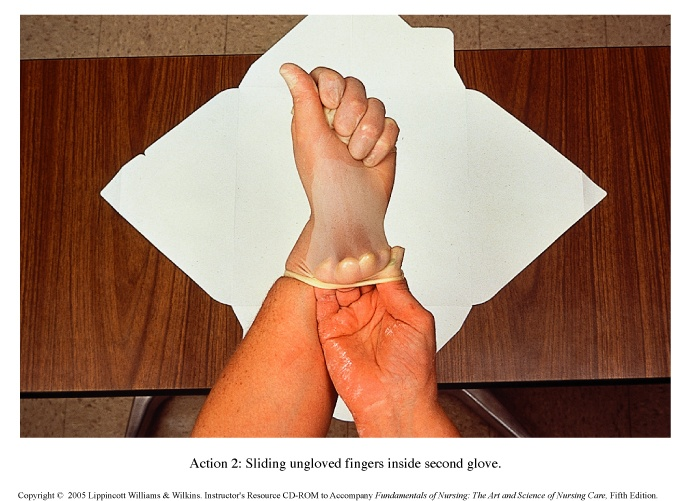 Action 2: Sliding ungloved fingers inside second glove.
Copyright © 2005 Lippincott Williams & Wilkins. Instructor's Resource CD-ROM to Accompany Fundamentals of Nursing: The Art and Science of Nursing Care, Fifth Edition.